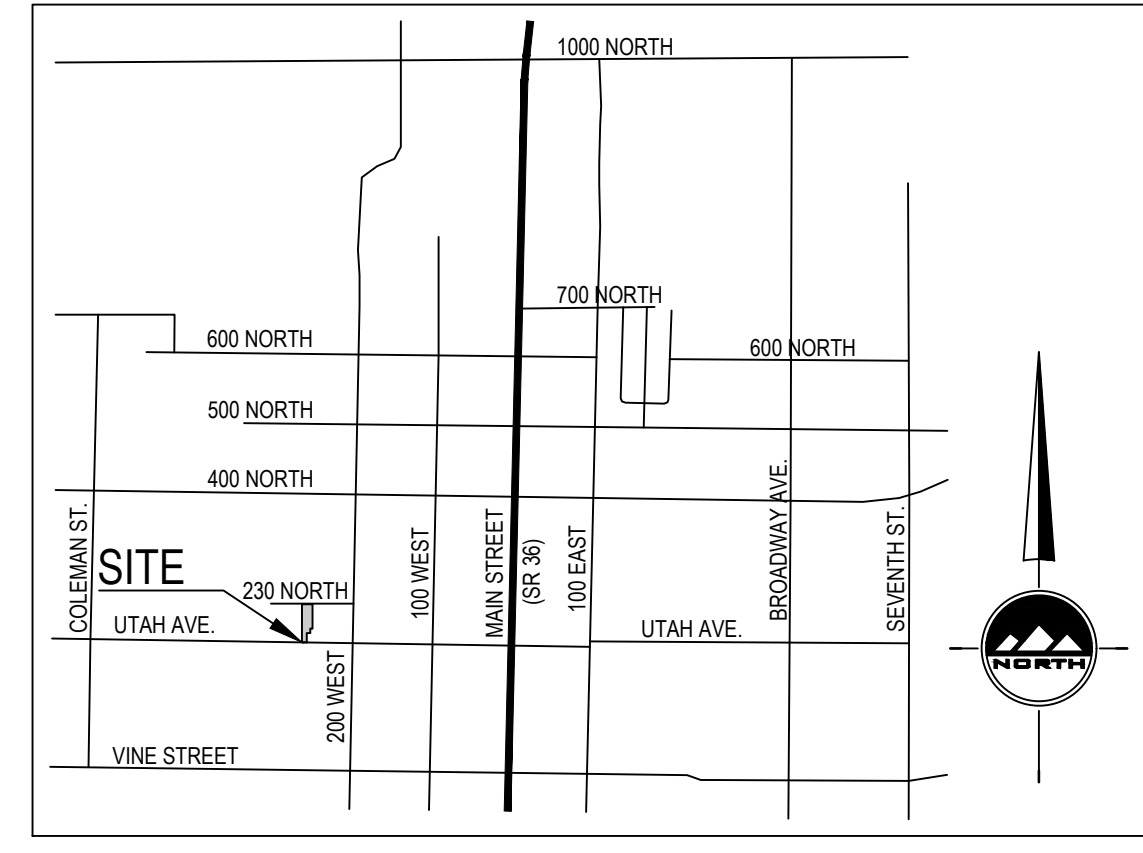 1000 NORTH
700 NORTH
600 NORTH
600 NORTH
500 NORTH
400 NORTH
COLEMAN ST.
SITE
230 NORTH
100 WEST
MAIN STREET
(SR 36)
100 EAST
BROADWAY AVE.
SEVENTH ST.
UTAH AVE.
UTAH AVE.
200 WEST
VINE STREET
NORTH